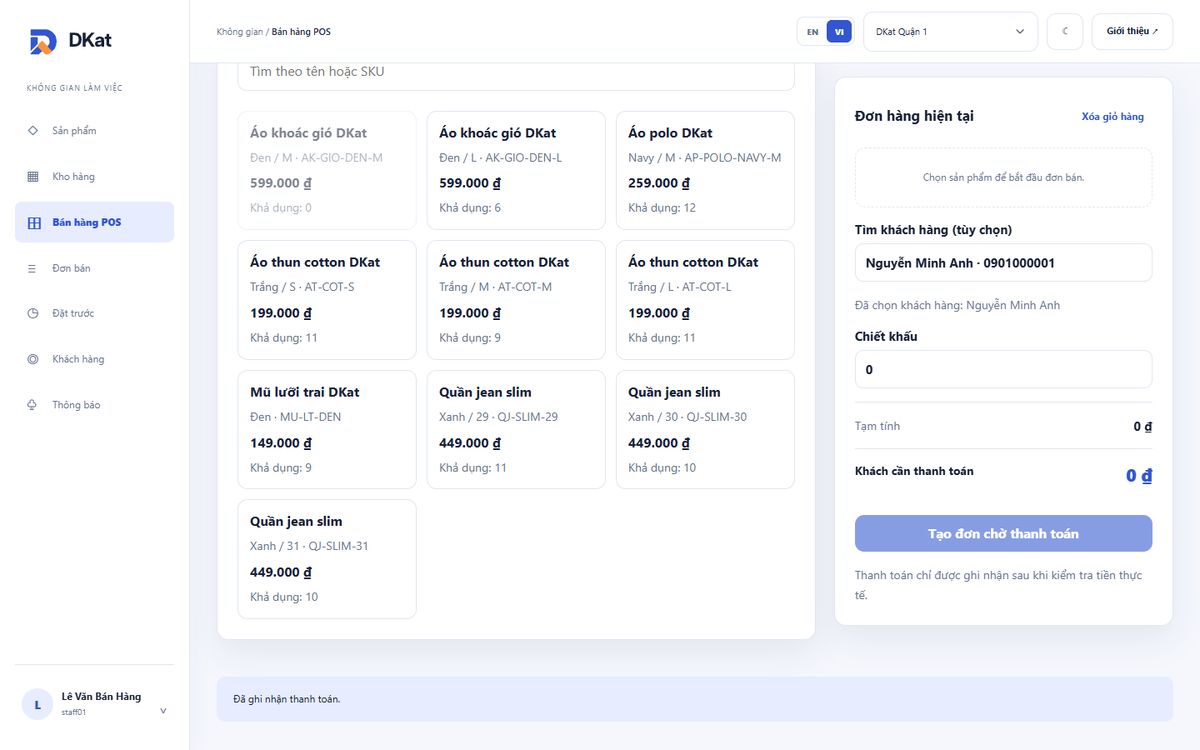 DKat
KHÔNG GIAN LÀM VIỆC
Sản phẩm
Kho hàng
Bán hàng POS
Đơn bán
Đặt trước
Khách hàng
Thông báo
Lê Văn Bán Hàng
L
staff01
Không gian / Bán hàng POS
EN
VI
DKat Quận 1
Giới thiệu ↗
Tìm theo tên hoặc SKU
Áo khoác gió DKat
Đen / M · AK-GIO-DEN-M
599.000 ₫
Khả dụng: 0
Áo khoác gió DKat
Đen / L · AK-GIO-DEN-L
599.000 ₫
Khả dụng: 6
Áo polo DKat
Navy / M · AP-POLO-NAVY-M
259.000 ₫
Khả dụng: 12
Áo thun cotton DKat
Trắng / S · AT-COT-S
199.000 ₫
Khả dụng: 11
Áo thun cotton DKat
Trắng / M · AT-COT-M
199.000 ₫
Khả dụng: 9
Áo thun cotton DKat
Trắng / L · AT-COT-L
199.000 ₫
Khả dụng: 11
Mũ lưỡi trai DKat
Đen · MU-LT-DEN
149.000 ₫
Khả dụng: 9
Quần jean slim
Xanh / 29 · QJ-SLIM-29
449.000 ₫
Khả dụng: 11
Quần jean slim
Xanh / 30 · QJ-SLIM-30
449.000 ₫
Khả dụng: 10
Quần jean slim
Xanh / 31 · QJ-SLIM-31
449.000 ₫
Khả dụng: 10
Đơn hàng hiện tại
Xóa giỏ hàng
Chọn sản phẩm để bắt đầu đơn bán.
Tìm khách hàng (tùy chọn)
Nguyễn Minh Anh · 0901000001
Đã chọn khách hàng: Nguyễn Minh Anh
Chiết khấu
0
Tạm tính
0 ₫
Khách cần thanh toán
0 ₫
Tạo đơn chờ thanh toán
Thanh toán chỉ được ghi nhận sau khi kiểm tra tiền thực
tế.
Đã ghi nhận thanh toán.